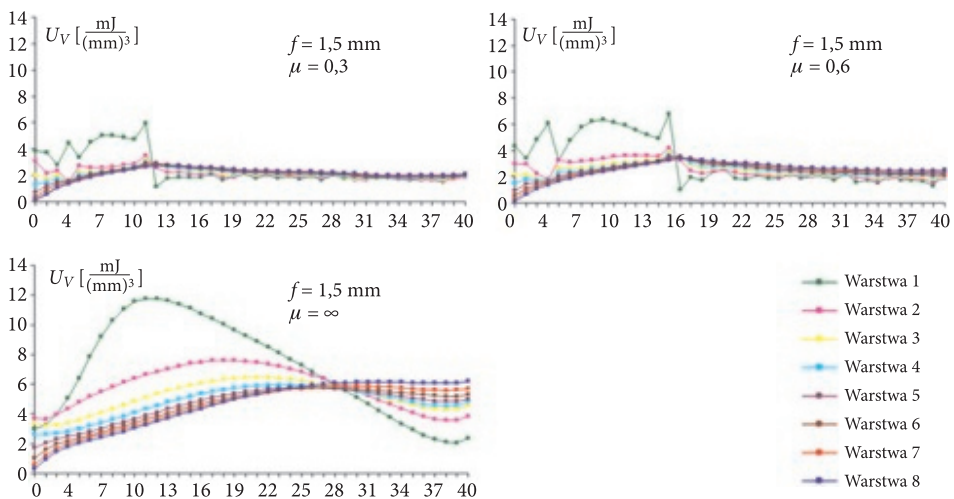 14
12
10
8
6
4
2
0
U_V [mJ/(mm)³]
f = 1,5 mm
μ = 0,3
0 4 7 10 13 16 19 22 25 28 31 34 37 40
14
12
10
8
6
4
2
0
U_V [mJ/(mm)³]
f = 1,5 mm
μ = 0,6
0 4 7 10 13 16 19 22 25 28 31 34 37 40
14
12
10
8
6
4
2
0
U_V [mJ/(mm)³]
f = 1,5 mm
μ = ∞
0 4 7 10 13 16 19 22 25 28 31 34 37 40
Warstwa 1
Warstwa 2
Warstwa 3
Warstwa 4
Warstwa 5
Warstwa 6
Warstwa 7
Warstwa 8